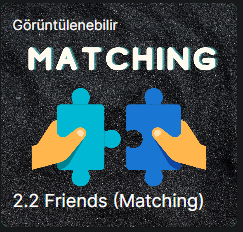 Görüntülenebilir
MATCHING
2.2 Friends (Matching)